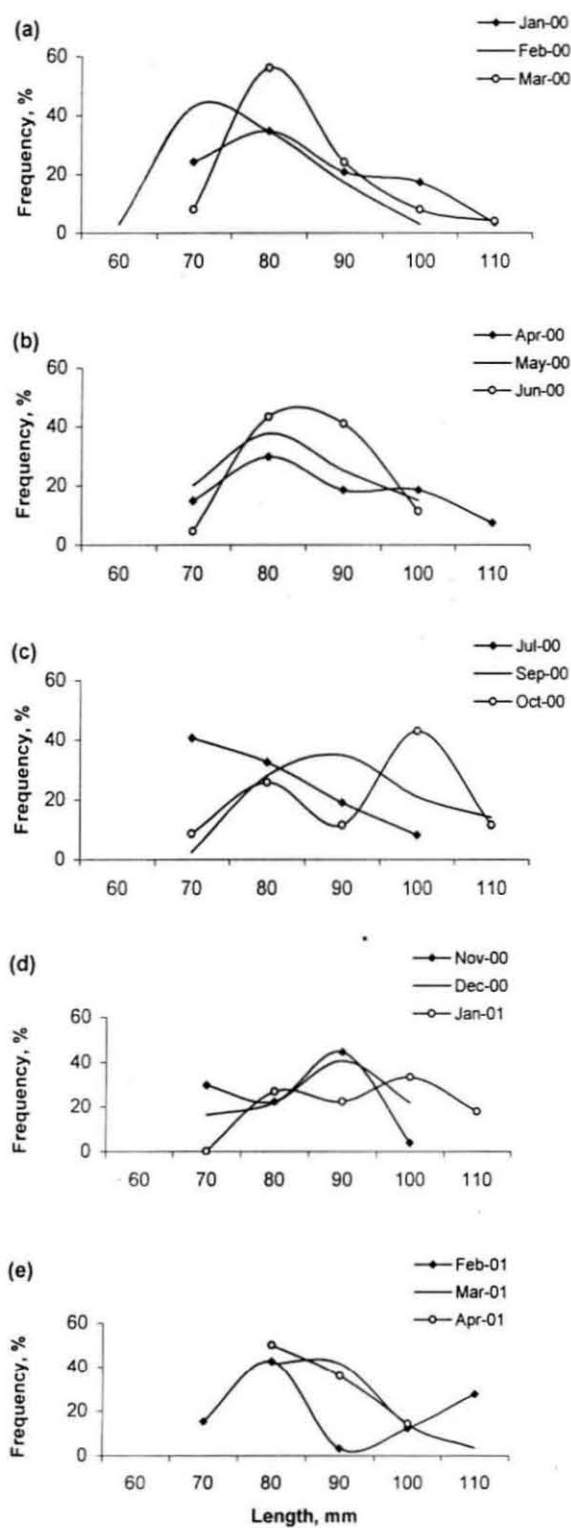 (a)
Jan-00
Feb-00
Mar-00
Frequency, %
60
40
20
0
60 70 80 90 100 110
(b)
Apr-00
May-00
Jun-00
Frequency, %
60
40
20
0
60 70 80 90 100 110
(c)
Jul-00
Sep-00
Oct-00
Frequency, %
60
40
20
0
60 70 80 90 100 110
(d)
Nov-00
Dec-00
Jan-01
Frequency, %
60
40
20
0
60 70 80 90 100 110
(e)
Feb-01
Mar-01
Apr-01
Frequency, %
60
40
20
0
60 70 80 90 100 110
Length, mm